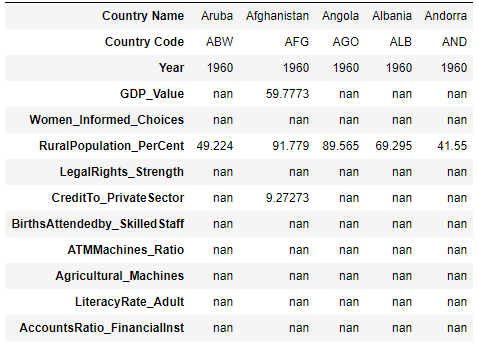 Country Name Aruba Afghanistan Angola Albania Andorra
Country Code ABW AFG AGO ALB AND
Year 1960 1960 1960 1960 1960
GDP_Value nan 59.7773 nan nan nan
Women_Informed_Choices nan nan nan nan nan
RuralPopulation_PerCent 49.224 91.779 89.565 69.295 41.55
LegalRights_Strength nan nan nan nan nan
CreditTo_PrivateSector nan 9.27273 nan nan nan
BirthsAttendedby_SkilledStaff nan nan nan nan nan
ATMMachines_Ratio nan nan nan nan nan
Agricultural_Machines nan nan nan nan nan
LiteracyRate_Adult nan nan nan nan nan
AccountsRatio_FinancialInst nan nan nan nan nan